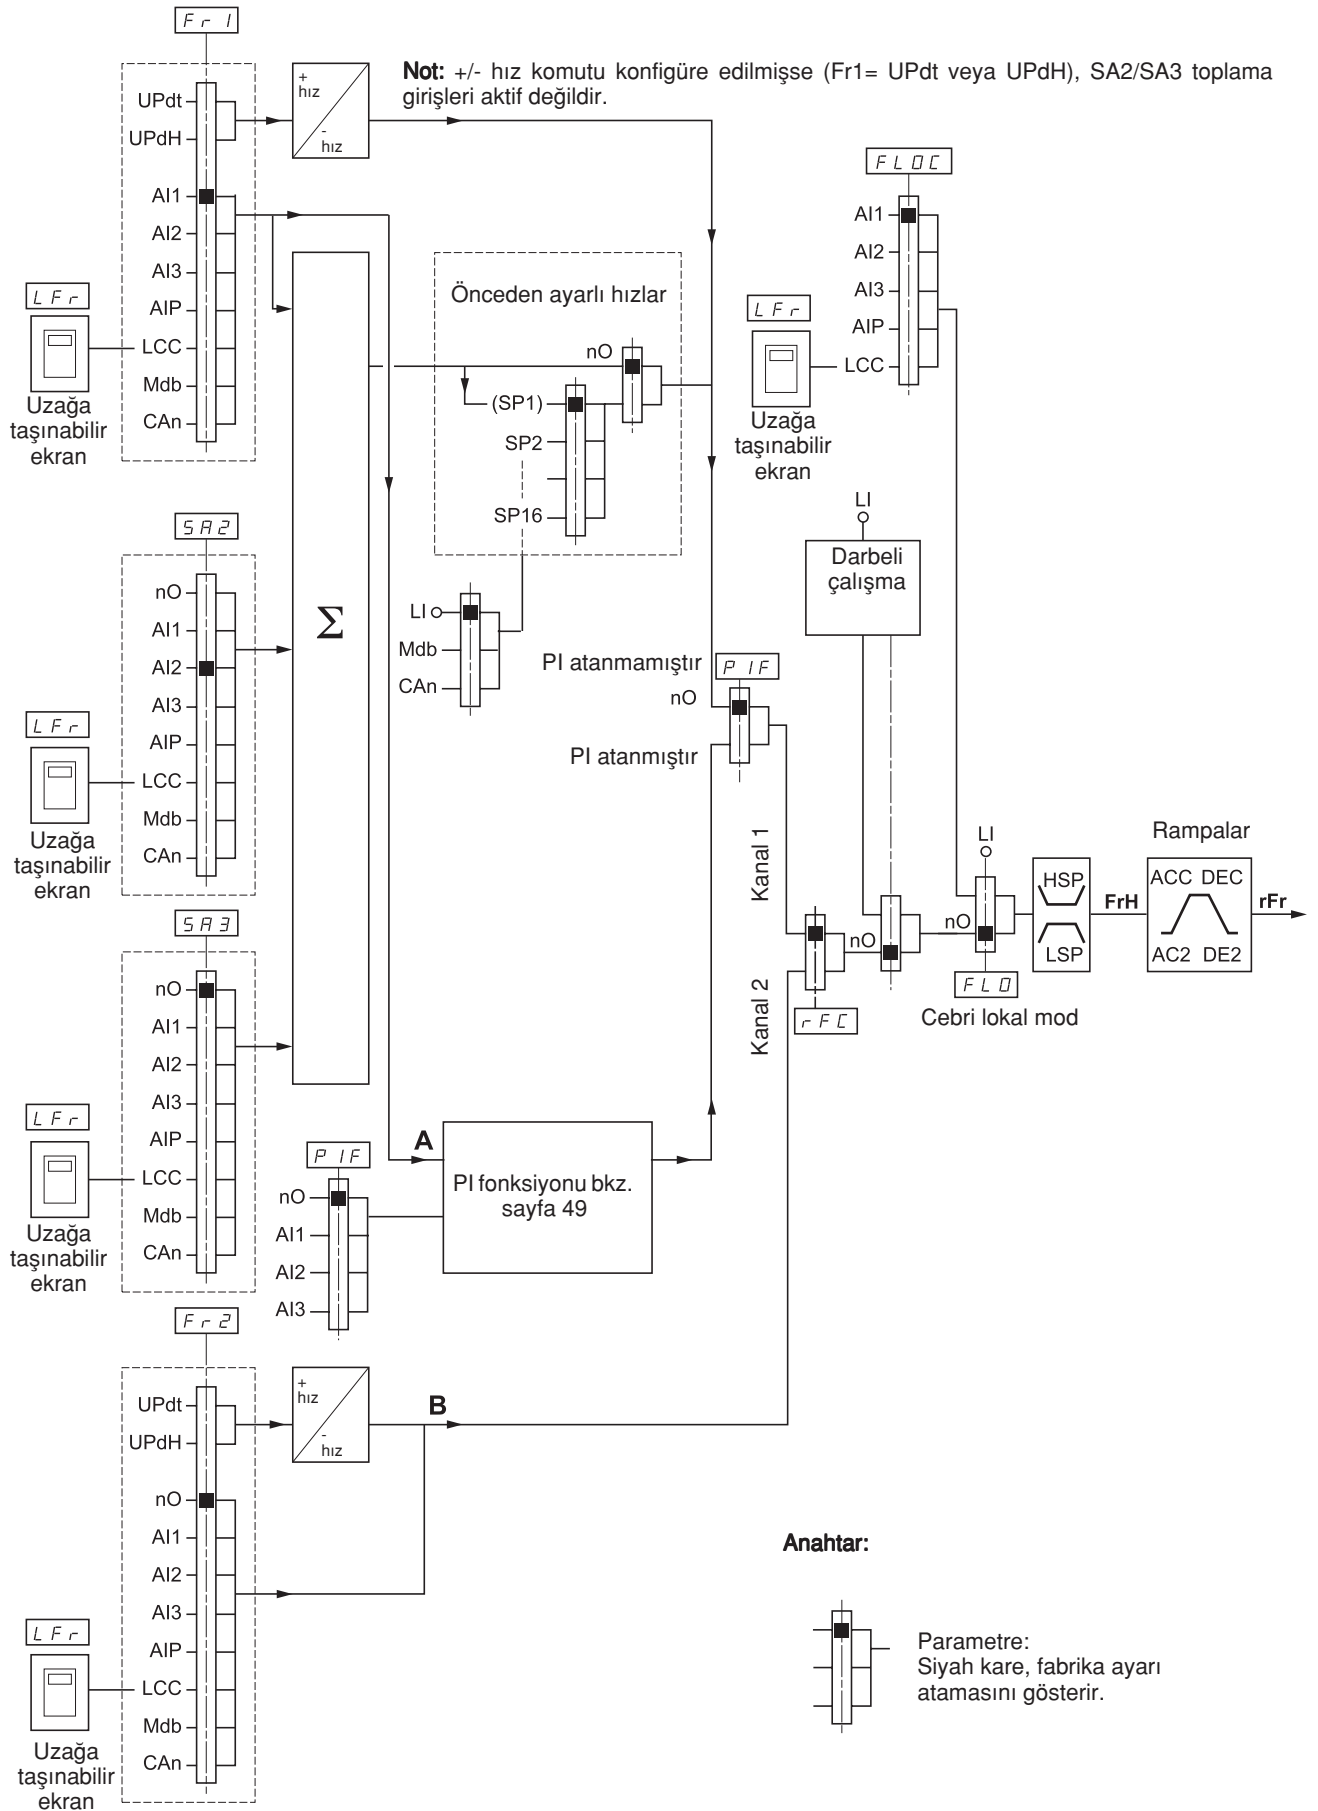 Fr1
Not: +/- hız komutu konfigüre edilmişse (Fr1= UPdt veya UPdH), SA2/SA3 toplama
girişleri aktif değildir.
UPdt
UPdH
+
hız
-
hız
AI1
AI2
AI3
AIP
LCC
Mdb
CAn
LFr
Uzağa
taşınabilir
ekran
Önceden ayarlı hızlar
nO
(SP1)
SP2
SP16
LI
Mdb
CAn
FLOC
AI1
AI2
AI3
AIP
LCC
LFr
Uzağa
taşınabilir
ekran
LI
Darbeli
çalışma
SA2
nO
AI1
AI2
AI3
AIP
LCC
Mdb
CAn
LFr
Uzağa
taşınabilir
ekran
Σ
PI atanmamıştır
PIF
nO
PI atanmıştır
Kanal 1
Kanal 2
rFC
nO
nO
LI
FLO
Cebri lokal mod
HSP
LSP
FrH
Rampalar
ACC DEC
AC2 DE2
rFr
SA3
nO
AI1
AI2
AI3
AIP
LCC
Mdb
CAn
LFr
Uzağa
taşınabilir
ekran
PIF
nO
AI1
AI2
AI3
A
PI fonksiyonu bkz.
sayfa 49
Fr2
UPdt
UPdH
+
hız
-
hız
B
nO
AI1
AI2
AI3
AIP
LCC
Mdb
CAn
LFr
Uzağa
taşınabilir
ekran
Anahtar:
Parametre:
Siyah kare, fabrika ayarı
atamasını gösterir.